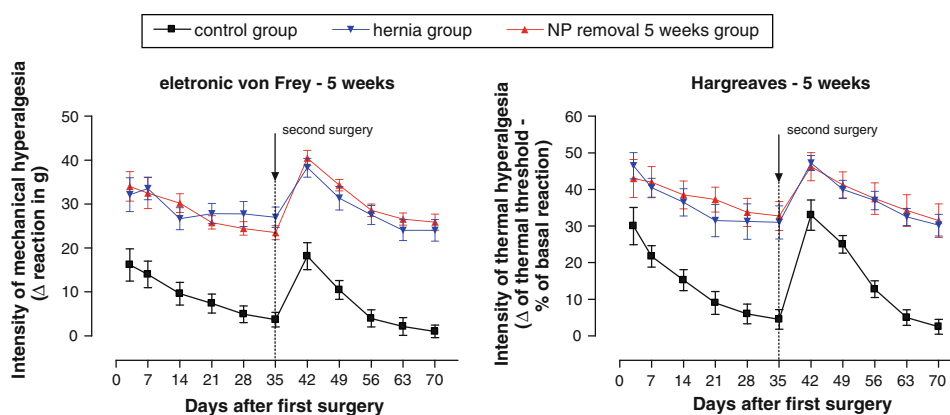 control group hernia group NP removal 5 weeks group
eletronic von Frey - 5 weeks
Intensity of mechanical hyperalgesia
(Δ reaction in g)
50
40
30
20
10
0
second surgery
0 7 14 21 28 35 42 49 56 63 70
Days after first surgery
Hargreaves - 5 weeks
Intensity of thermal hyperalgesia
(Δ of thermal threshold -
% of basal reaction)
60
50
40
30
20
10
0
second surgery
0 7 14 21 28 35 42 49 56 63 70
Days after first surgery